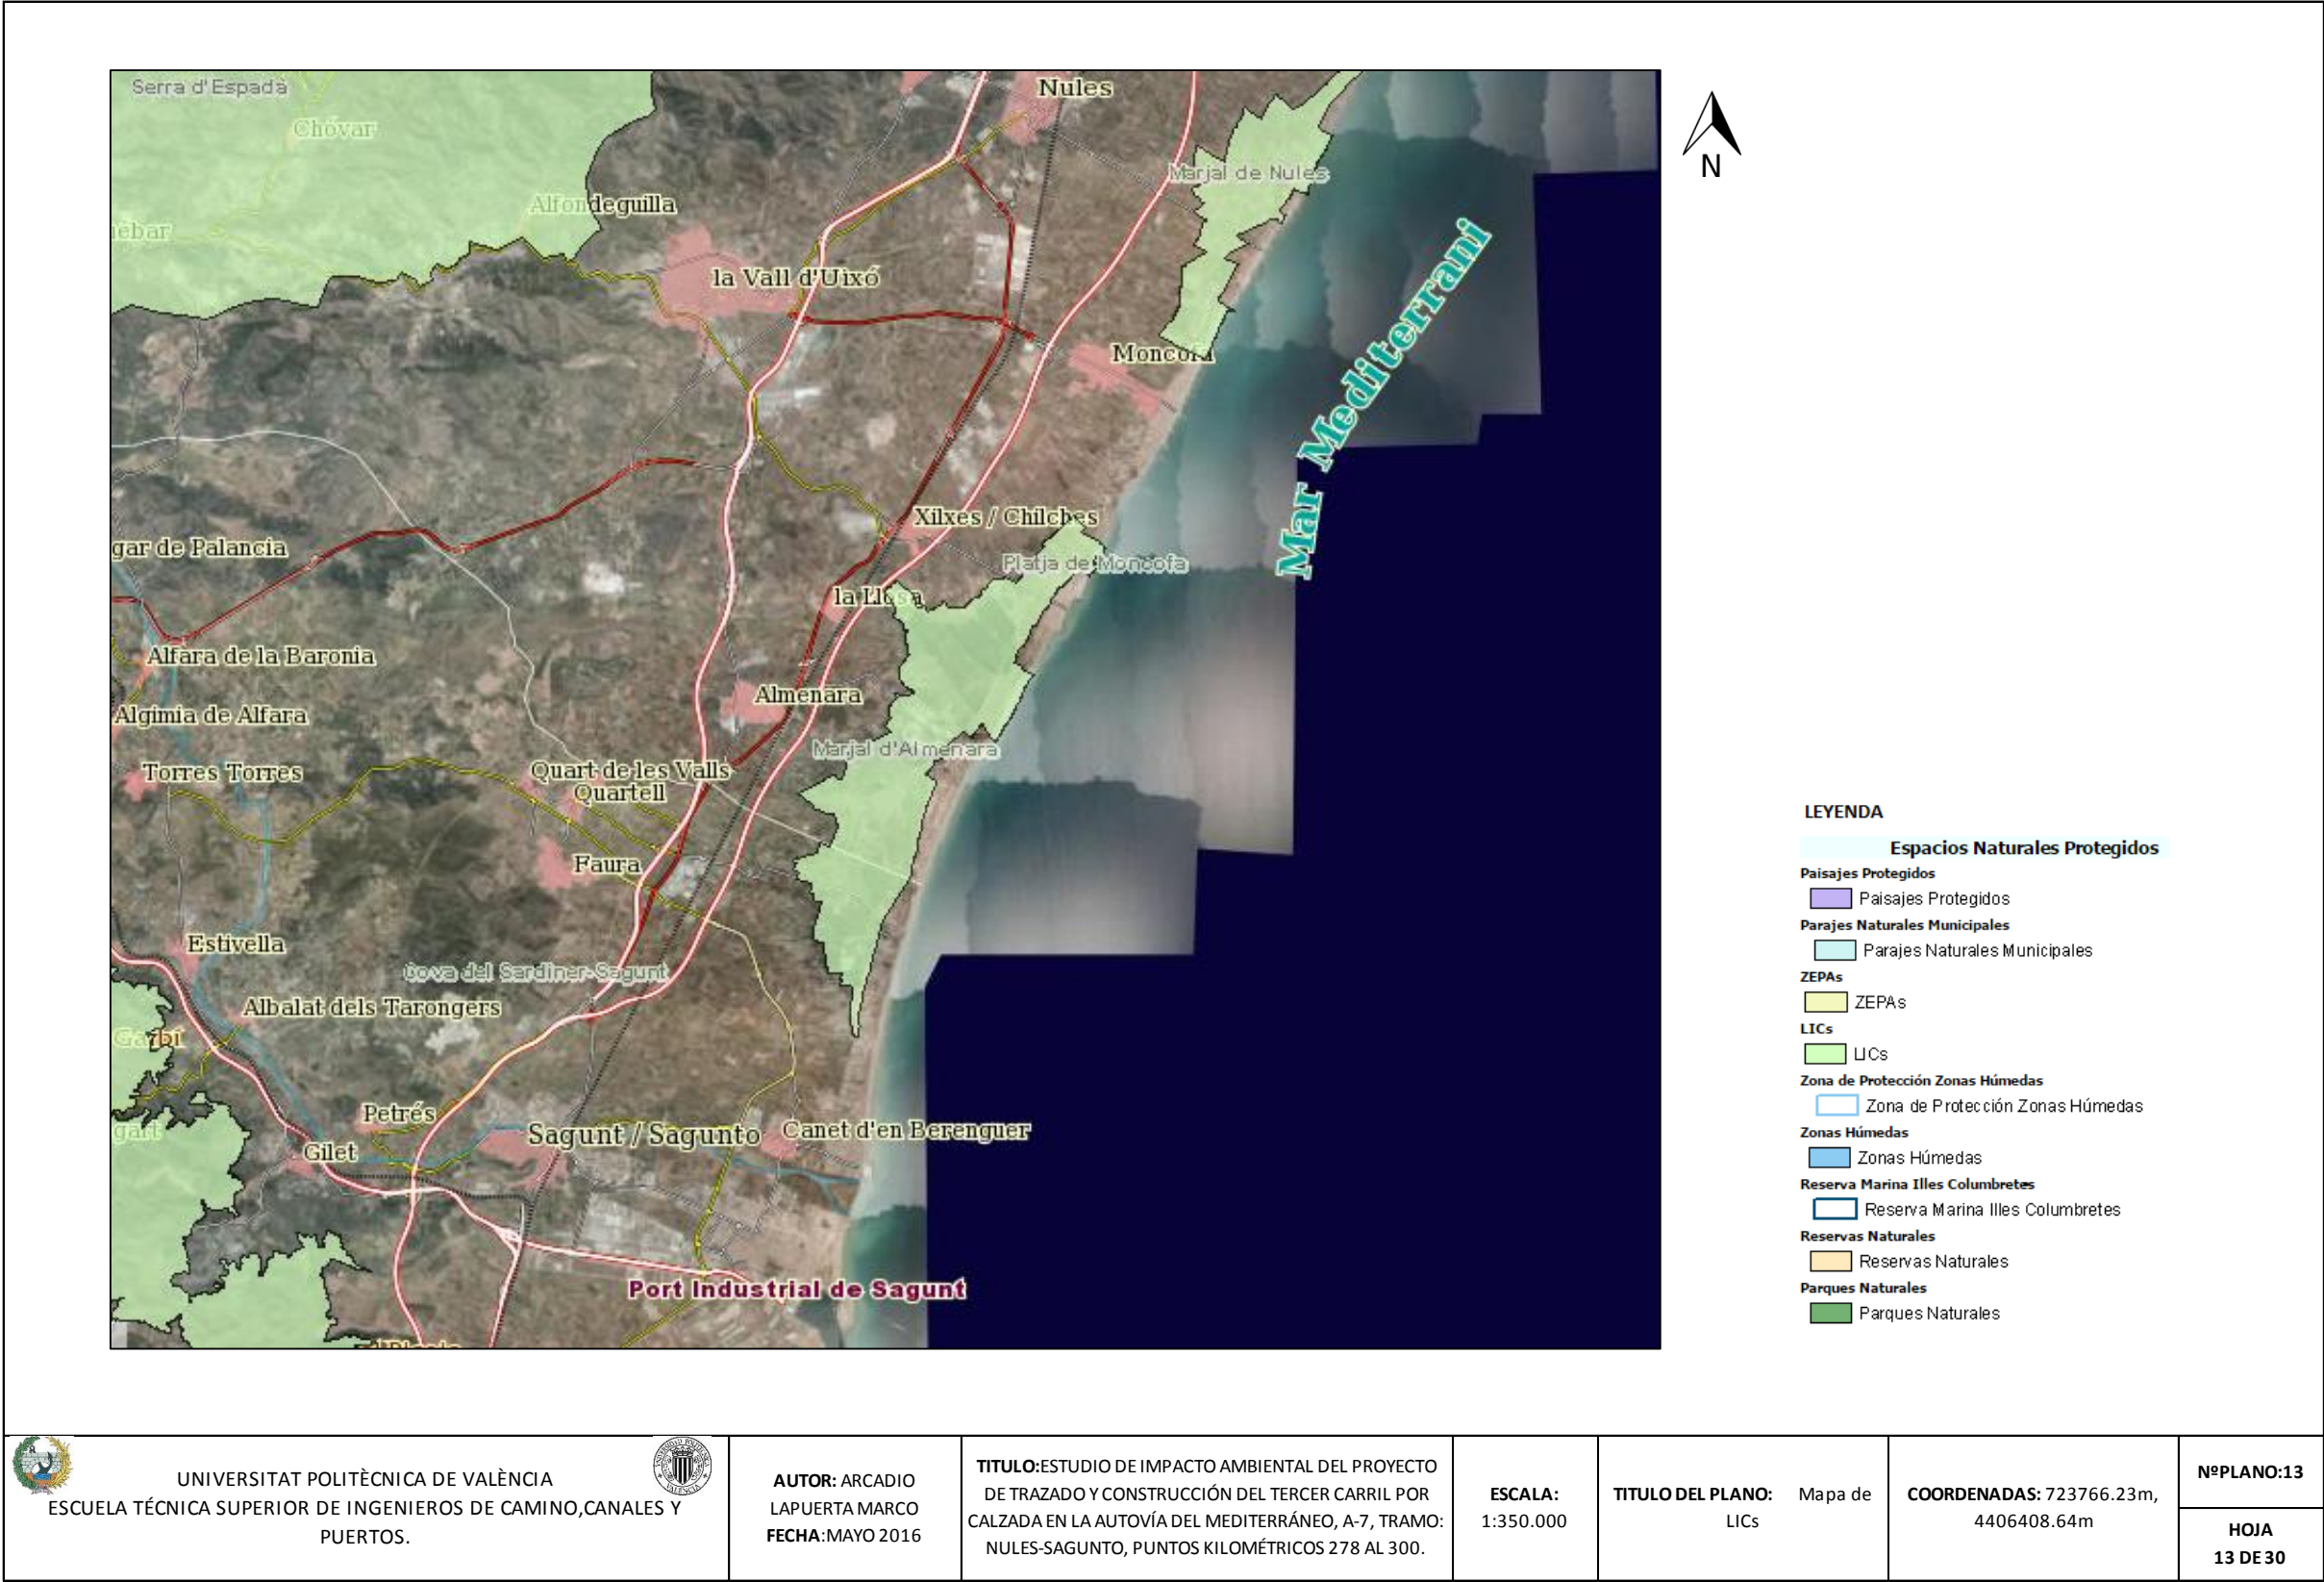 Serra d'Espadà
Nules
Chóvar
Marjal de Nules
Alfondeguilla
la Vall d'Uixó
Mar Mediterrani
Moncofa
Xilxes / Chilches
gar de Palancia
Platja de Moncofa
la Llosa
Alfara de la Baronia
Almenara
Algimia de Alfara
Marjal d'Almenara
Torres Torres
Quart de les Valls
Quartell
Faura
Estivella
Cova del Sardiner-Sagunt
Albalat dels Tarongers
Garbí
Petrés
Sagunt / Sagunto
Canet d'en Berenguer
Gilet
Port Industrial de Sagunt
N
LEYENDA
Espacios Naturales Protegidos
Paisajes Protegidos
Paisajes Protegidos
Parajes Naturales Municipales
Parajes Naturales Municipales
ZEPAs
ZEPAs
LICs
LICs
Zona de Protección Zonas Húmedas
Zona de Protección Zonas Húmedas
Zonas Húmedas
Zonas Húmedas
Reserva Marina Illes Columbretes
Reserva Marina Illes Columbretes
Reservas Naturales
Reservas Naturales
Parques Naturales
Parques Naturales
UNIVERSITAT POLITÈCNICA DE VALÈNCIA
ESCUELA TÉCNICA SUPERIOR DE INGENIEROS DE CAMINO,CANALES Y
PUERTOS.
AUTOR: ARCADIO
LAPUERTA MARCO
FECHA:MAYO 2016
TITULO:ESTUDIO DE IMPACTO AMBIENTAL DEL PROYECTO
DE TRAZADO Y CONSTRUCCIÓN DEL TERCER CARRIL POR
CALZADA EN LA AUTOVÍA DEL MEDITERRÁNEO, A-7, TRAMO:
NULES-SAGUNTO, PUNTOS KILOMÉTRICOS 278 AL 300.
ESCALA:
1:350.000
TITULO DEL PLANO: Mapa de
LICs
COORDENADAS: 723766.23m,
4406408.64m
NºPLANO:13
HOJA
13 DE 30